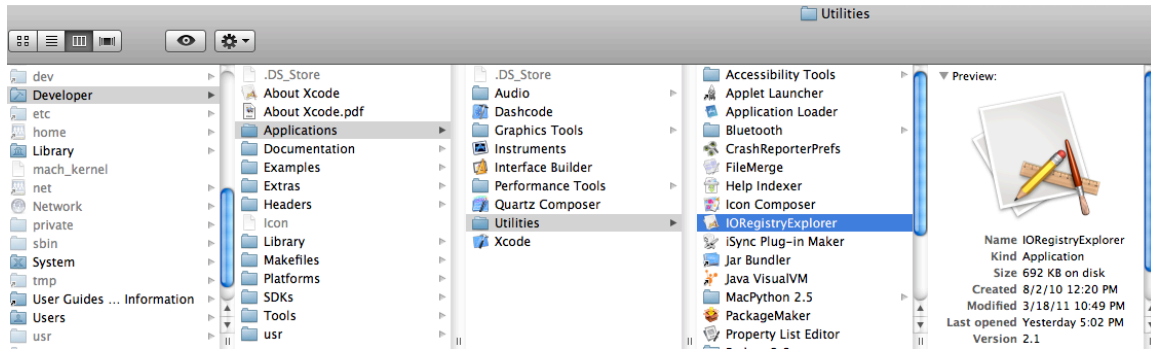 Utilities
dev
Developer
etc
home
Library
mach_kernel
net
Network
private
sbin
System
tmp
User Guides ... Information
Users
usr
.DS_Store
About Xcode
About Xcode.pdf
Applications
Documentation
Examples
Extras
Headers
Icon
Library
Makefiles
Platforms
SDKs
Tools
usr
.DS_Store
Audio
Dashcode
Graphics Tools
Instruments
Interface Builder
Performance Tools
Quartz Composer
Utilities
Xcode
Accessibility Tools
Applet Launcher
Application Loader
Bluetooth
CrashReporterPrefs
FileMerge
Help Indexer
Icon Composer
IORegistryExplorer
iSync Plug-in Maker
Jar Bundler
Java VisualVM
MacPython 2.5
PackageMaker
Property List Editor
Preview:
Name IORegistryExplorer
Kind Application
Size 692 KB on disk
Created 8/2/10 12:20 PM
Modified 3/18/11 10:49 PM
Last opened Yesterday 5:02 PM
Version 2.1